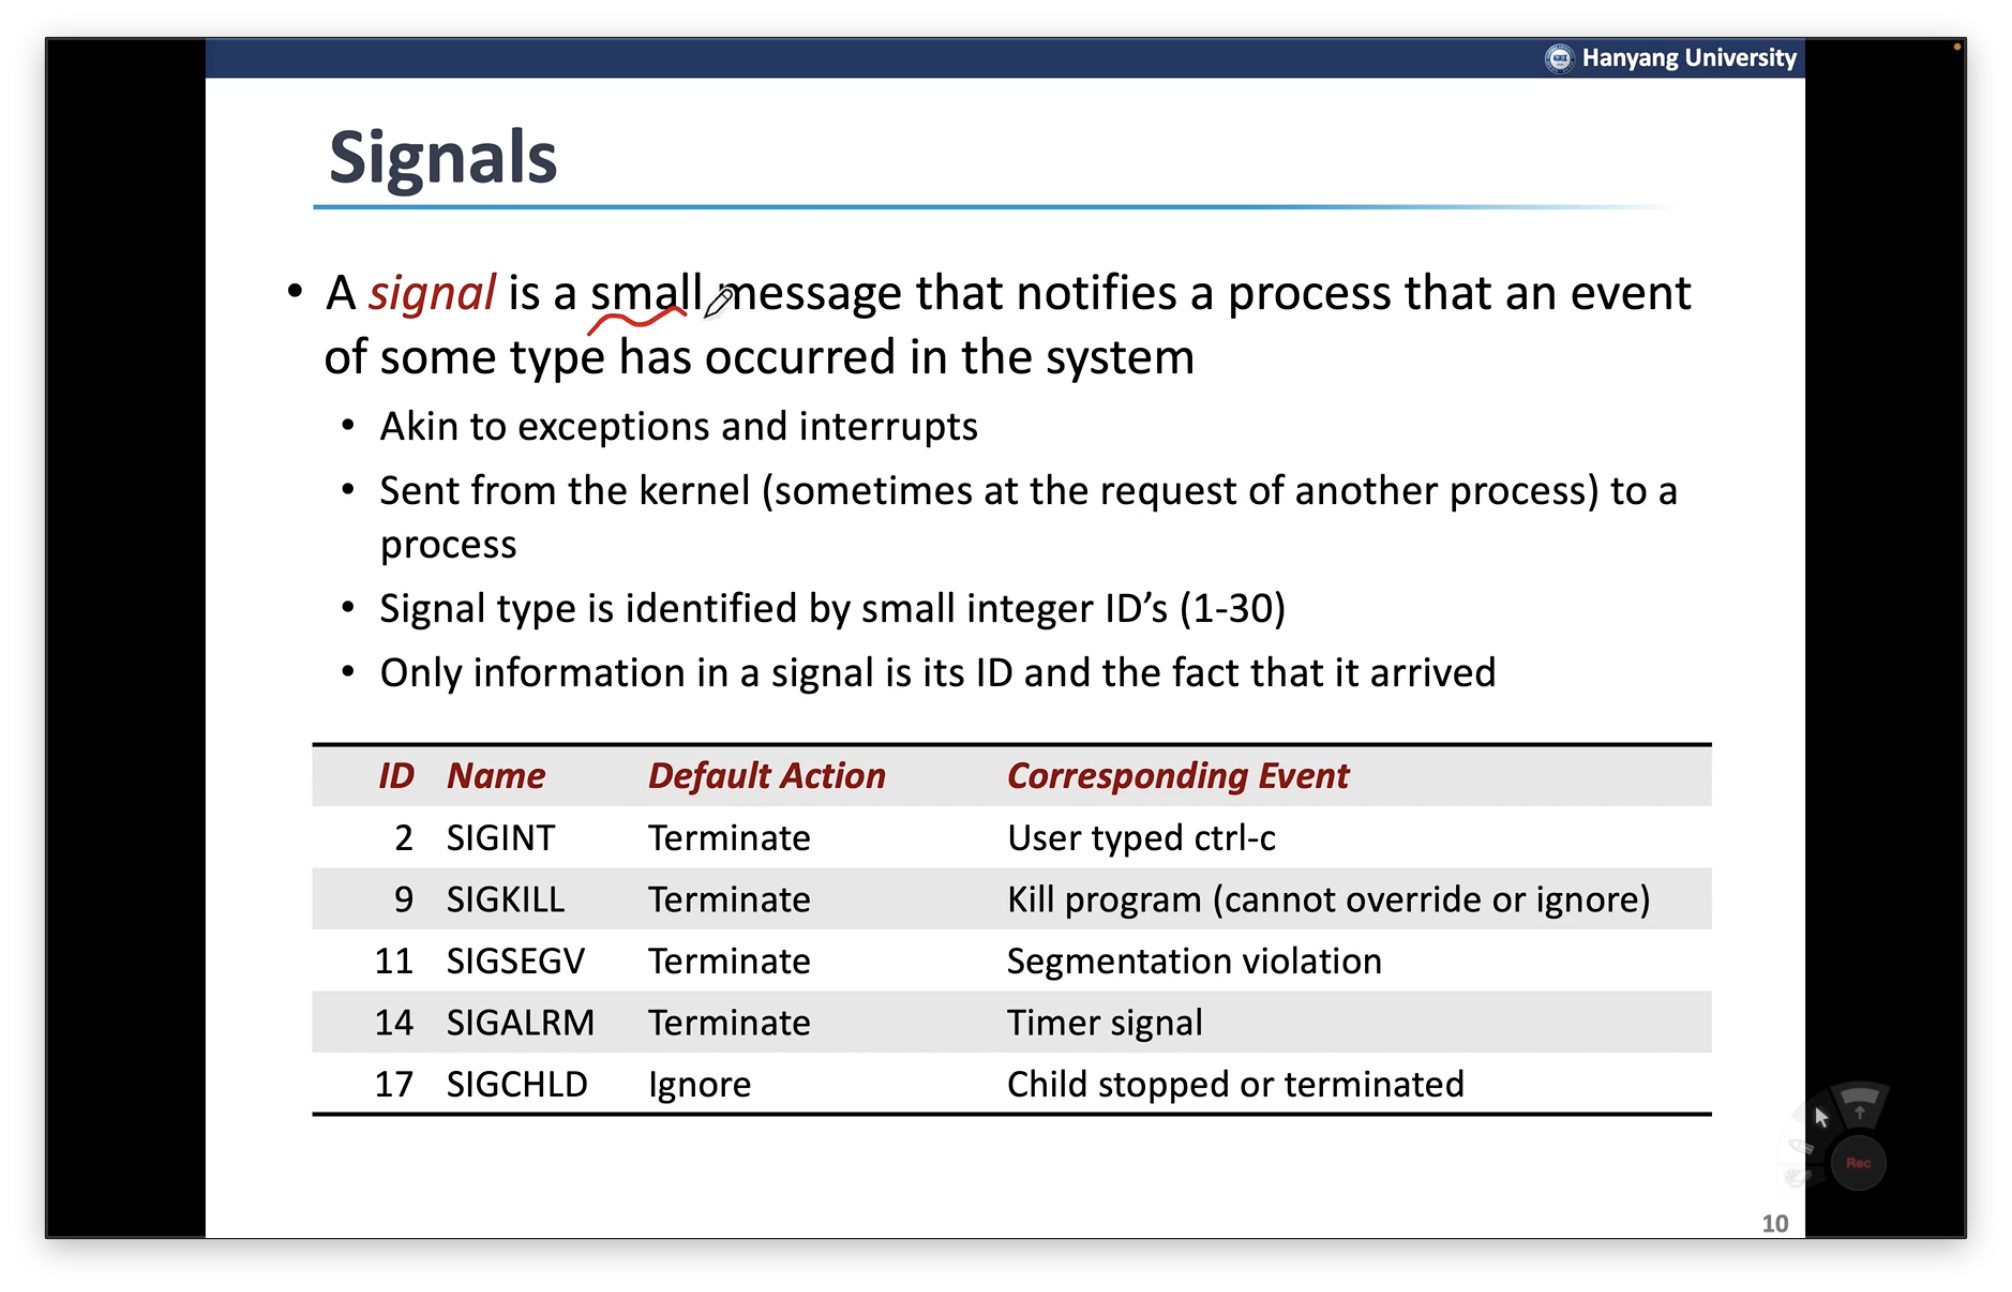 Hanyang University
Signals
• A signal is a small message that notifies a process that an event
of some type has occurred in the system
• Akin to exceptions and interrupts
• Sent from the kernel (sometimes at the request of another process) to a
process
• Signal type is identified by small integer ID’s (1-30)
• Only information in a signal is its ID and the fact that it arrived
ID Name Default Action Corresponding Event
2 SIGINT Terminate User typed ctrl-c
9 SIGKILL Terminate Kill program (cannot override or ignore)
11 SIGSEGV Terminate Segmentation violation
14 SIGALRM Terminate Timer signal
17 SIGCHLD Ignore Child stopped or terminated
Rec
10